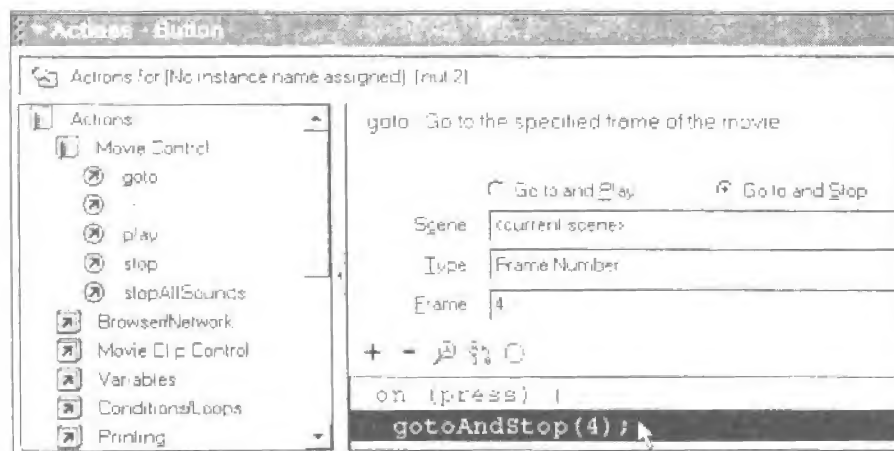 Actions - Button
Actions for [No instance name assigned] (nut 2)
Actions
Movie Control
goto
play
stop
stopAllSounds
Browser/Network
Movie Clip Control
Variables
Conditions/Loops
Printing
goto : Go to the specified frame of the movie
Go to and Play
Go to and Stop
Scene <current scene>
Type Frame Number
Frame 4
on (press) {
gotoAndStop(4);